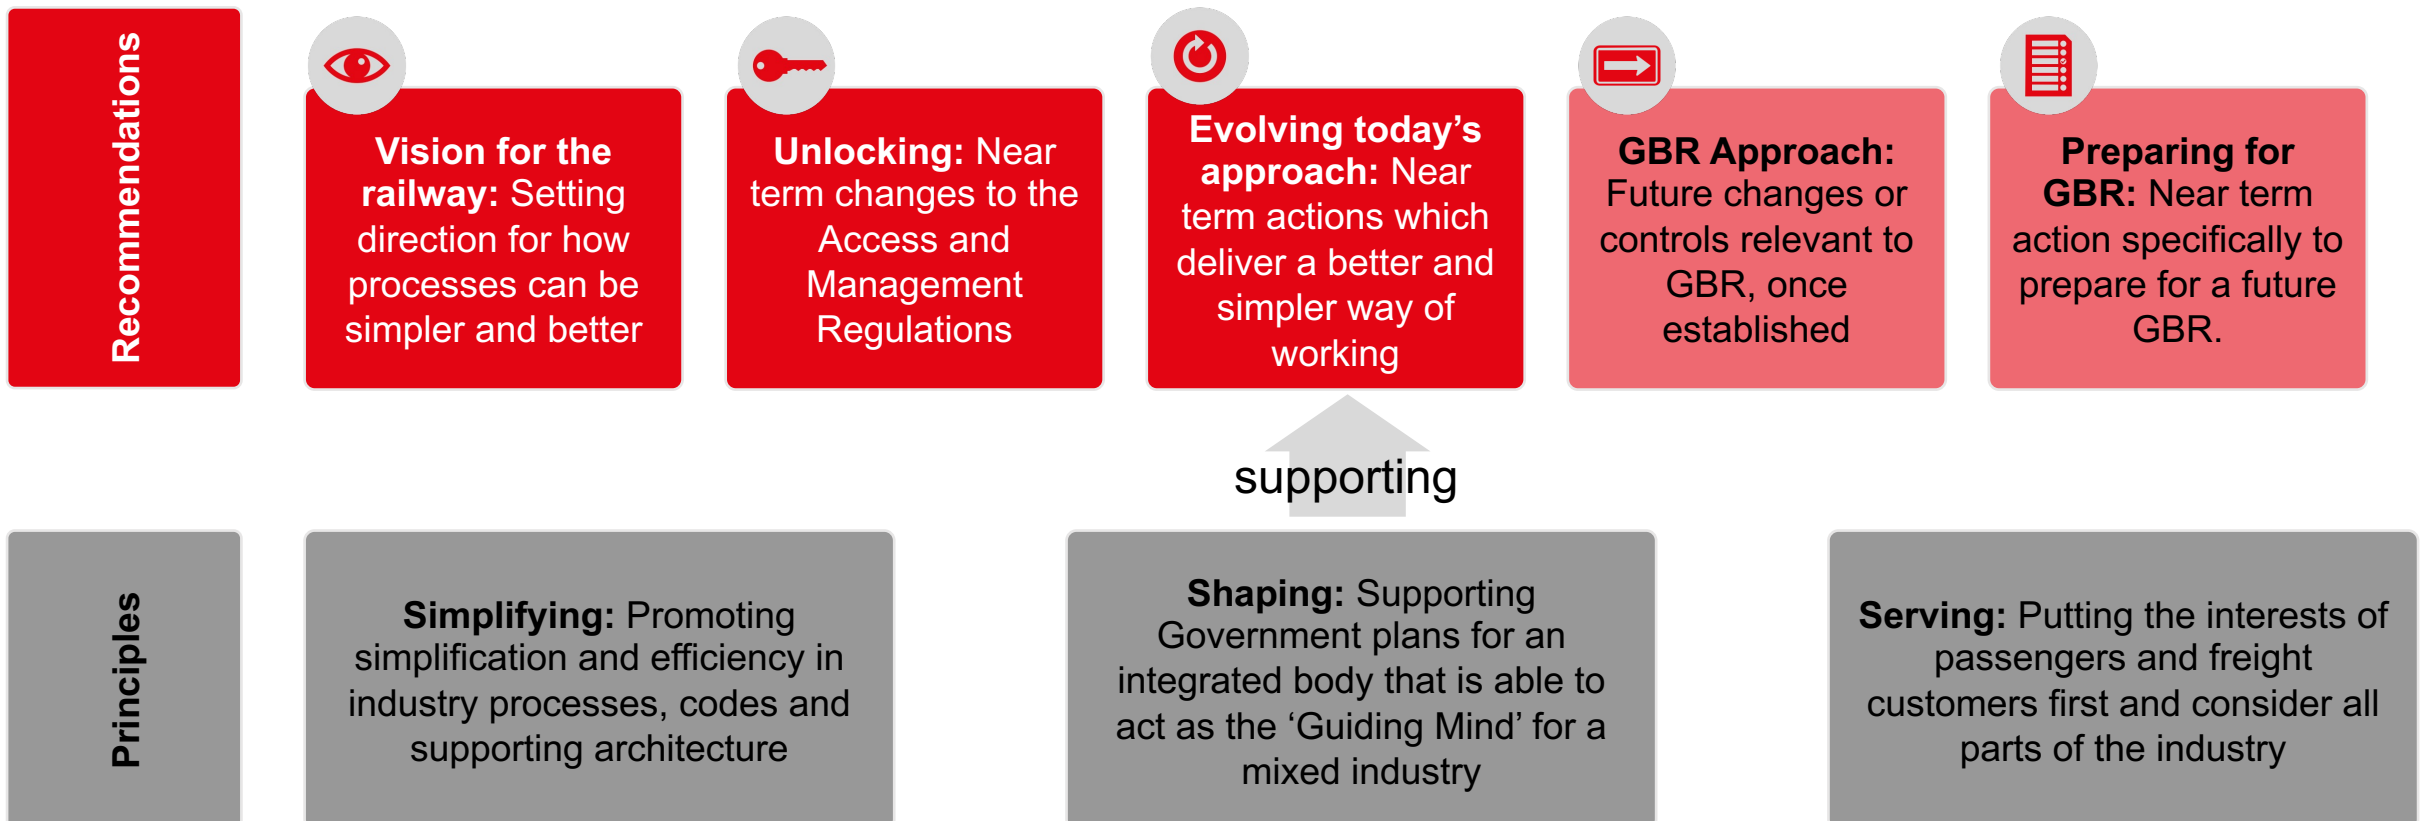 Recommendations
Vision for the
railway: Setting
direction for how
processes can be
simpler and better
Unlocking: Near
term changes to the
Access and
Management
Regulations
Evolving today’s
approach: Near
term actions which
deliver a better and
simpler way of
working
GBR Approach:
Future changes or
controls relevant to
GBR, once
established
Preparing for
GBR: Near term
action specifically to
prepare for a future
GBR.
supporting
Principles
Simplifying: Promoting
simplification and efficiency in
industry processes, codes and
supporting architecture
Shaping: Supporting
Government plans for an
integrated body that is able to
act as the ‘Guiding Mind’ for a
mixed industry
Serving: Putting the interests of
passengers and freight
customers first and consider all
parts of the industry